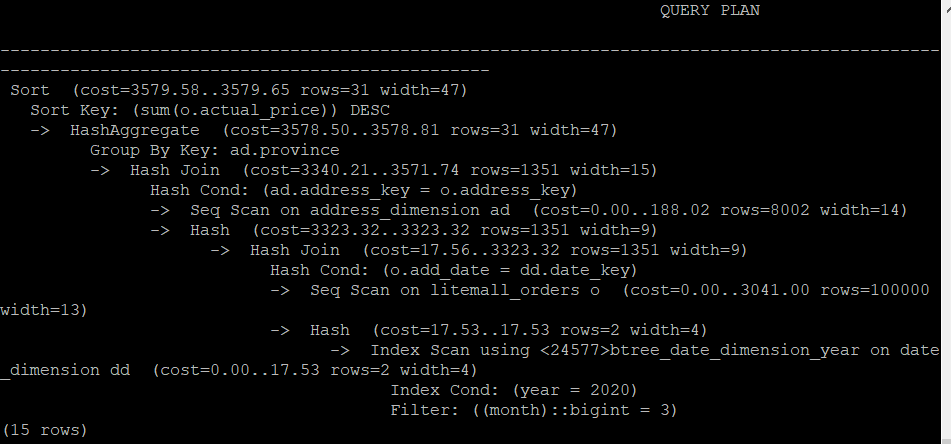 QUERY PLAN
----------------------------------------------------------------------------------------------
-------------------------------------------------
Sort  (cost=3579.58..3579.65 rows=31 width=47)
  Sort Key: (sum(o.actual_price)) DESC
  ->  HashAggregate  (cost=3578.50..3578.81 rows=31 width=47)
        Group By Key: ad.province
        ->  Hash Join  (cost=3340.21..3571.74 rows=1351 width=15)
              Hash Cond: (ad.address_key = o.address_key)
              ->  Seq Scan on address_dimension ad  (cost=0.00..188.02 rows=8002 width=14)
              ->  Hash  (cost=3323.32..3323.32 rows=1351 width=9)
                    ->  Hash Join  (cost=17.56..3323.32 rows=1351 width=9)
                          Hash Cond: (o.add_date = dd.date_key)
                          ->  Seq Scan on litemall_orders o  (cost=0.00..3041.00 rows=100000
width=13)
                          ->  Hash  (cost=17.53..17.53 rows=2 width=4)
                                ->  Index Scan using <24577>btree_date_dimension_year on date
_dimension dd  (cost=0.00..17.53 rows=2 width=4)
                                      Index Cond: (year = 2020)
                                      Filter: ((month)::bigint = 3)
(15 rows)